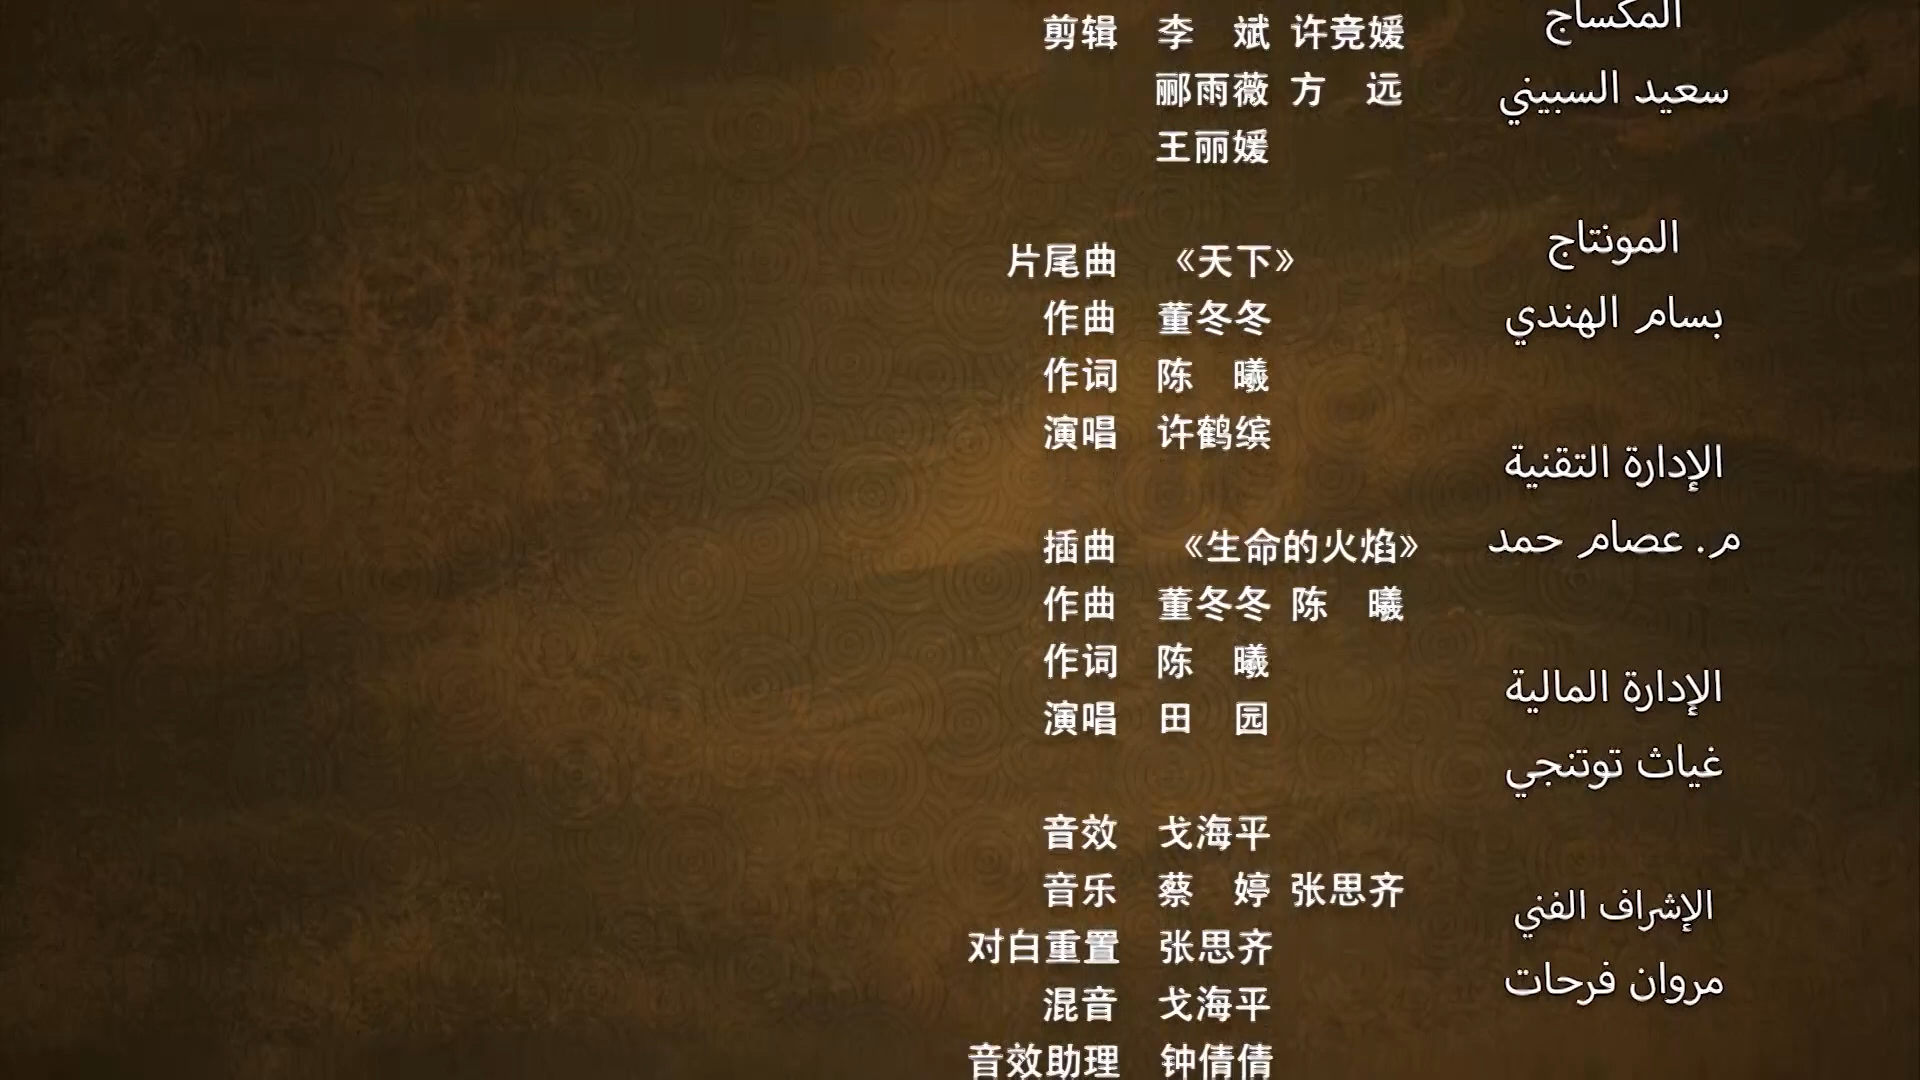 剪辑 李 斌 许竞媛
郦雨薇 方 远
王丽媛
片尾曲 《天下》
作曲 董冬冬
作词 陈 曦
演唱 许鹤缤
插曲 《生命的火焰》
作曲 董冬冬 陈 曦
作词 陈 曦
演唱 田 园
音效 戈海平
音乐 蔡 婷 张思齐
对白重置 张思齐
混音 戈海平
音效助理 钟倩倩
المكساج
سعيد السبيني
المونتاج
بسام الهندي
الإدارة التقنية
م. عصام حمد
الإدارة المالية
غياث توتنجي
الإشراف الفني
مروان فرحات